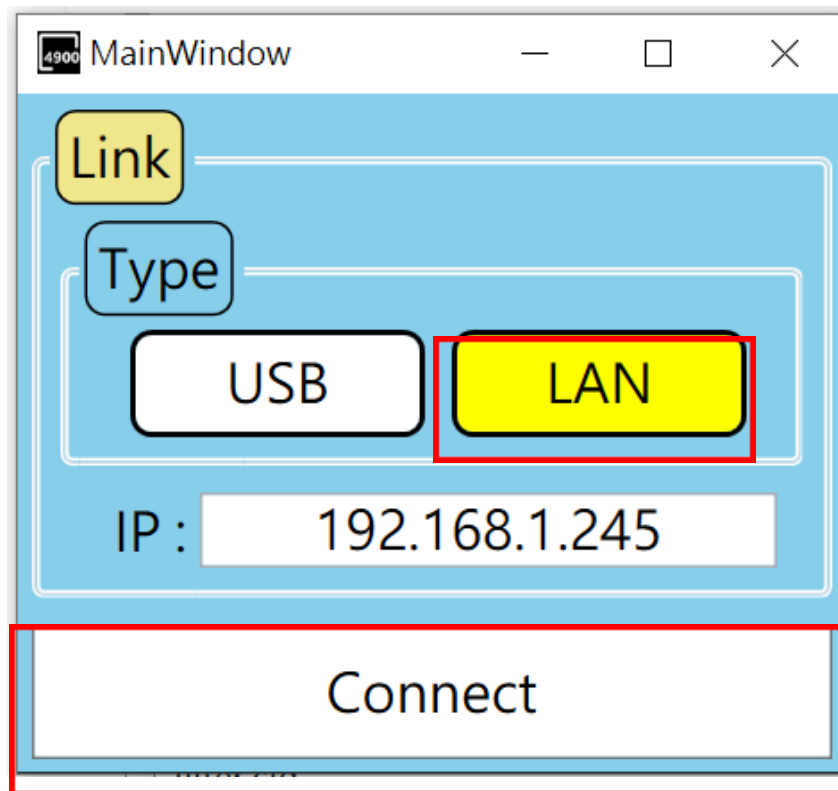 4900 MainWindow
Link
Type
USB LAN
IP : 192.168.1.245
Connect